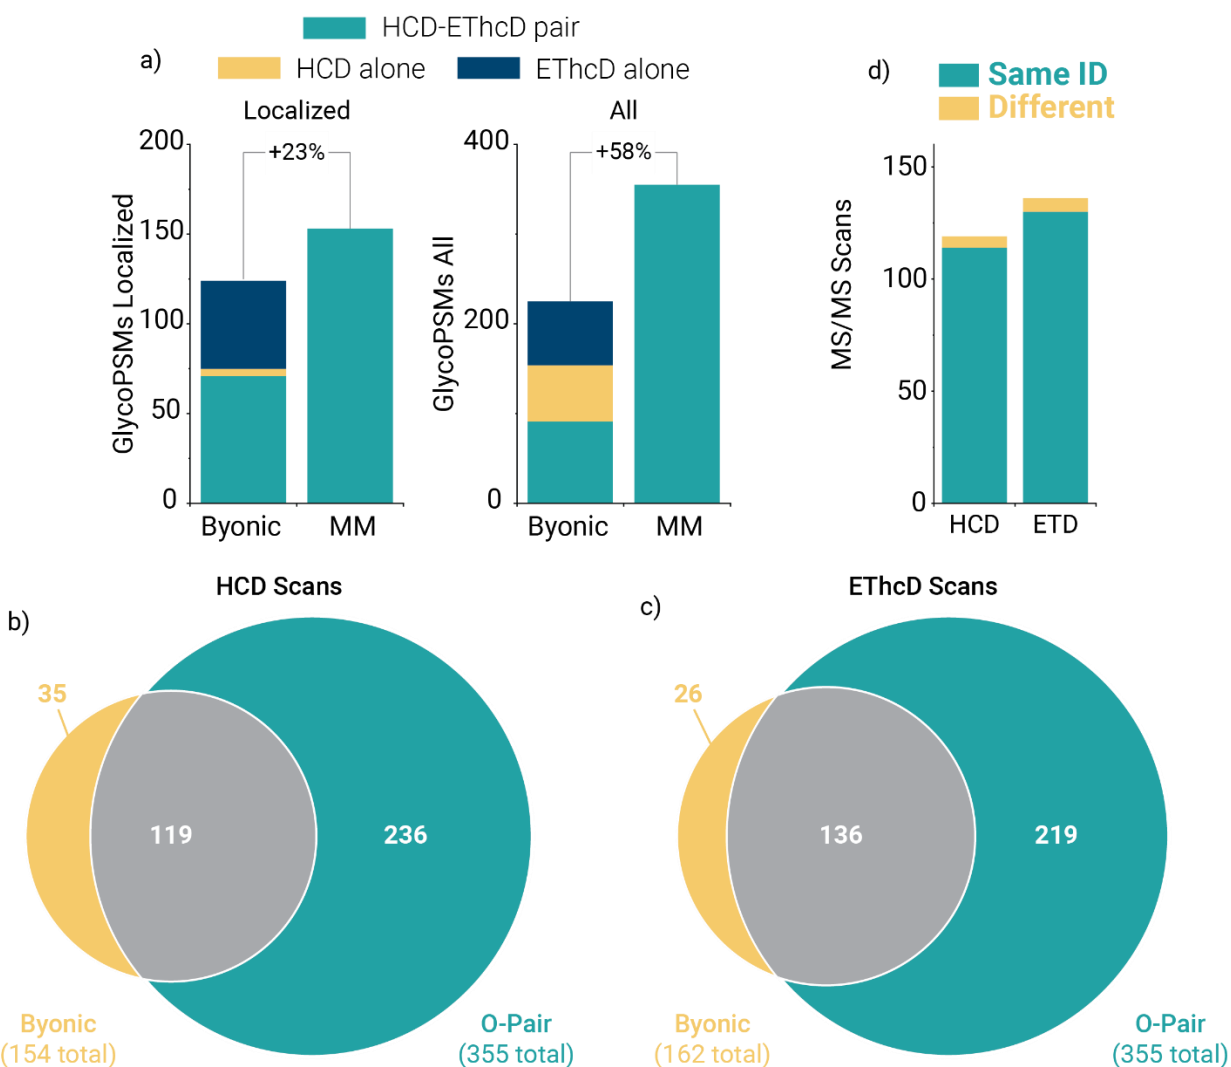 HCD-EThcD pair
a)
HCD alone
EThcD alone
Localized
200
+23%
150
100
50
0
GlycoPSMs Localized
Byonic
MM
All
400
+58%
200
0
GlycoPSMs All
Byonic
MM
d)
Same ID
Different
150
100
50
0
MS/MS Scans
HCD
ETD
HCD Scans
b)
35
119
236
Byonic
(154 total)
O-Pair
(355 total)
EThcD Scans
c)
26
136
219
Byonic
(162 total)
O-Pair
(355 total)